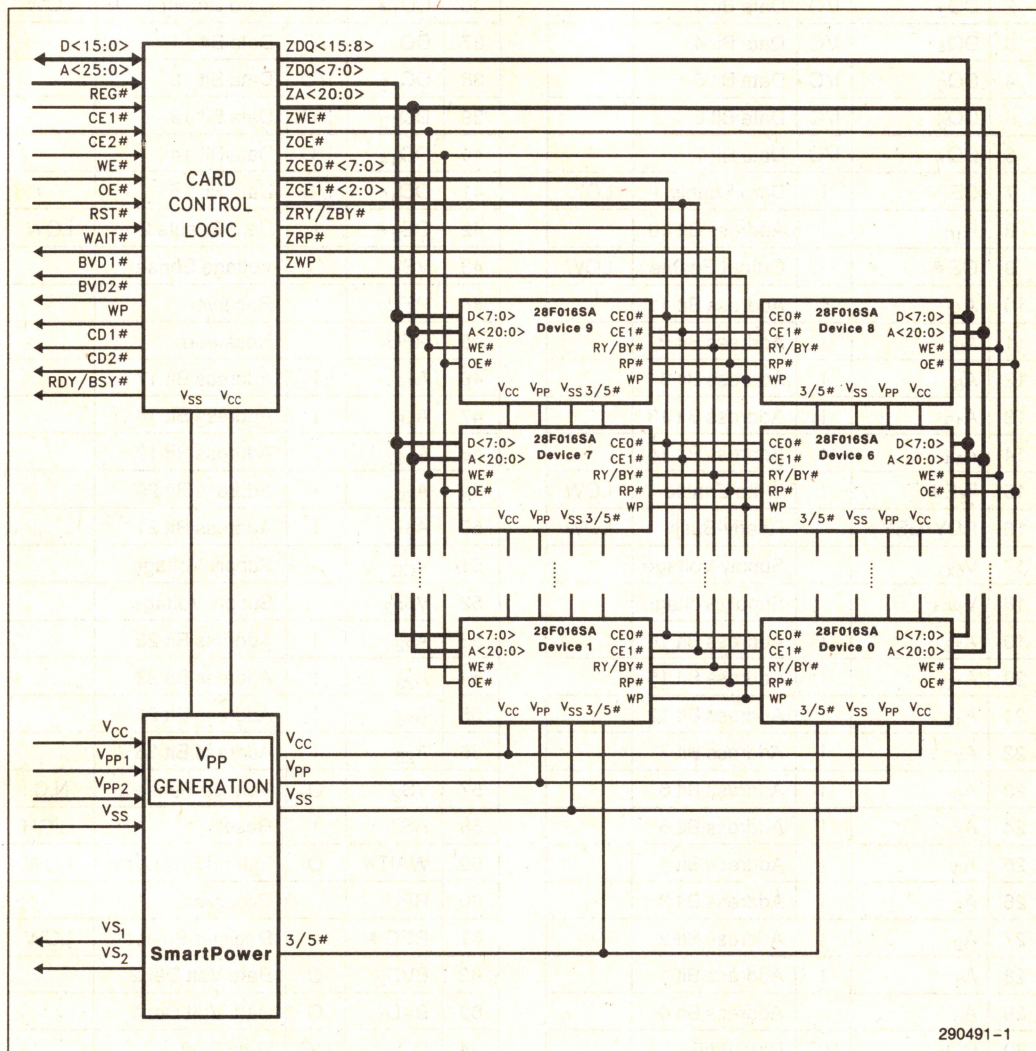 D<15:0>
A<25:0>
REG#
CE1#
CE2#
WE#
OE#
RST#
WAIT#
BVD1#
BVD2#
WP
CD1#
CD2#
RDY/BSY#
CARD
CONTROL
LOGIC
VSS VCC
ZDQ<15:8>
ZDQ<7:0>
ZA<20:0>
ZWE#
ZOE#
ZCE0#<7:0>
ZCE1#<2:0>
ZRY/ZBY#
ZRP#
ZWP
28F016SA
Device 9
D<7:0>
A<20:0>
WE#
OE#
CE0#
CE1#
RY/BY#
RP#
WP
VCC VPP VSS 3/5#
28F016SA
Device 8
CE0#
CE1#
RY/BY#
RP#
WP
D<7:0>
A<20:0>
WE#
OE#
3/5# VSS VPP VCC
28F016SA
Device 7
D<7:0>
A<20:0>
WE#
OE#
CE0#
CE1#
RY/BY#
RP#
WP
VCC VPP VSS 3/5#
28F016SA
Device 6
CE0#
CE1#
RY/BY#
RP#
WP
D<7:0>
A<20:0>
WE#
OE#
3/5# VSS VPP VCC
28F016SA
Device 1
D<7:0>
A<20:0>
WE#
OE#
CE0#
CE1#
RY/BY#
RP#
WP
VCC VPP VSS 3/5#
28F016SA
Device 0
CE0#
CE1#
RY/BY#
RP#
WP
D<7:0>
A<20:0>
WE#
OE#
3/5# VSS VPP VCC
VCC
VPP1
VPP2
VSS
VPP
GENERATION
VCC
VPP
VSS
VS1
VS2
SmartPower
3/5#
290491-1